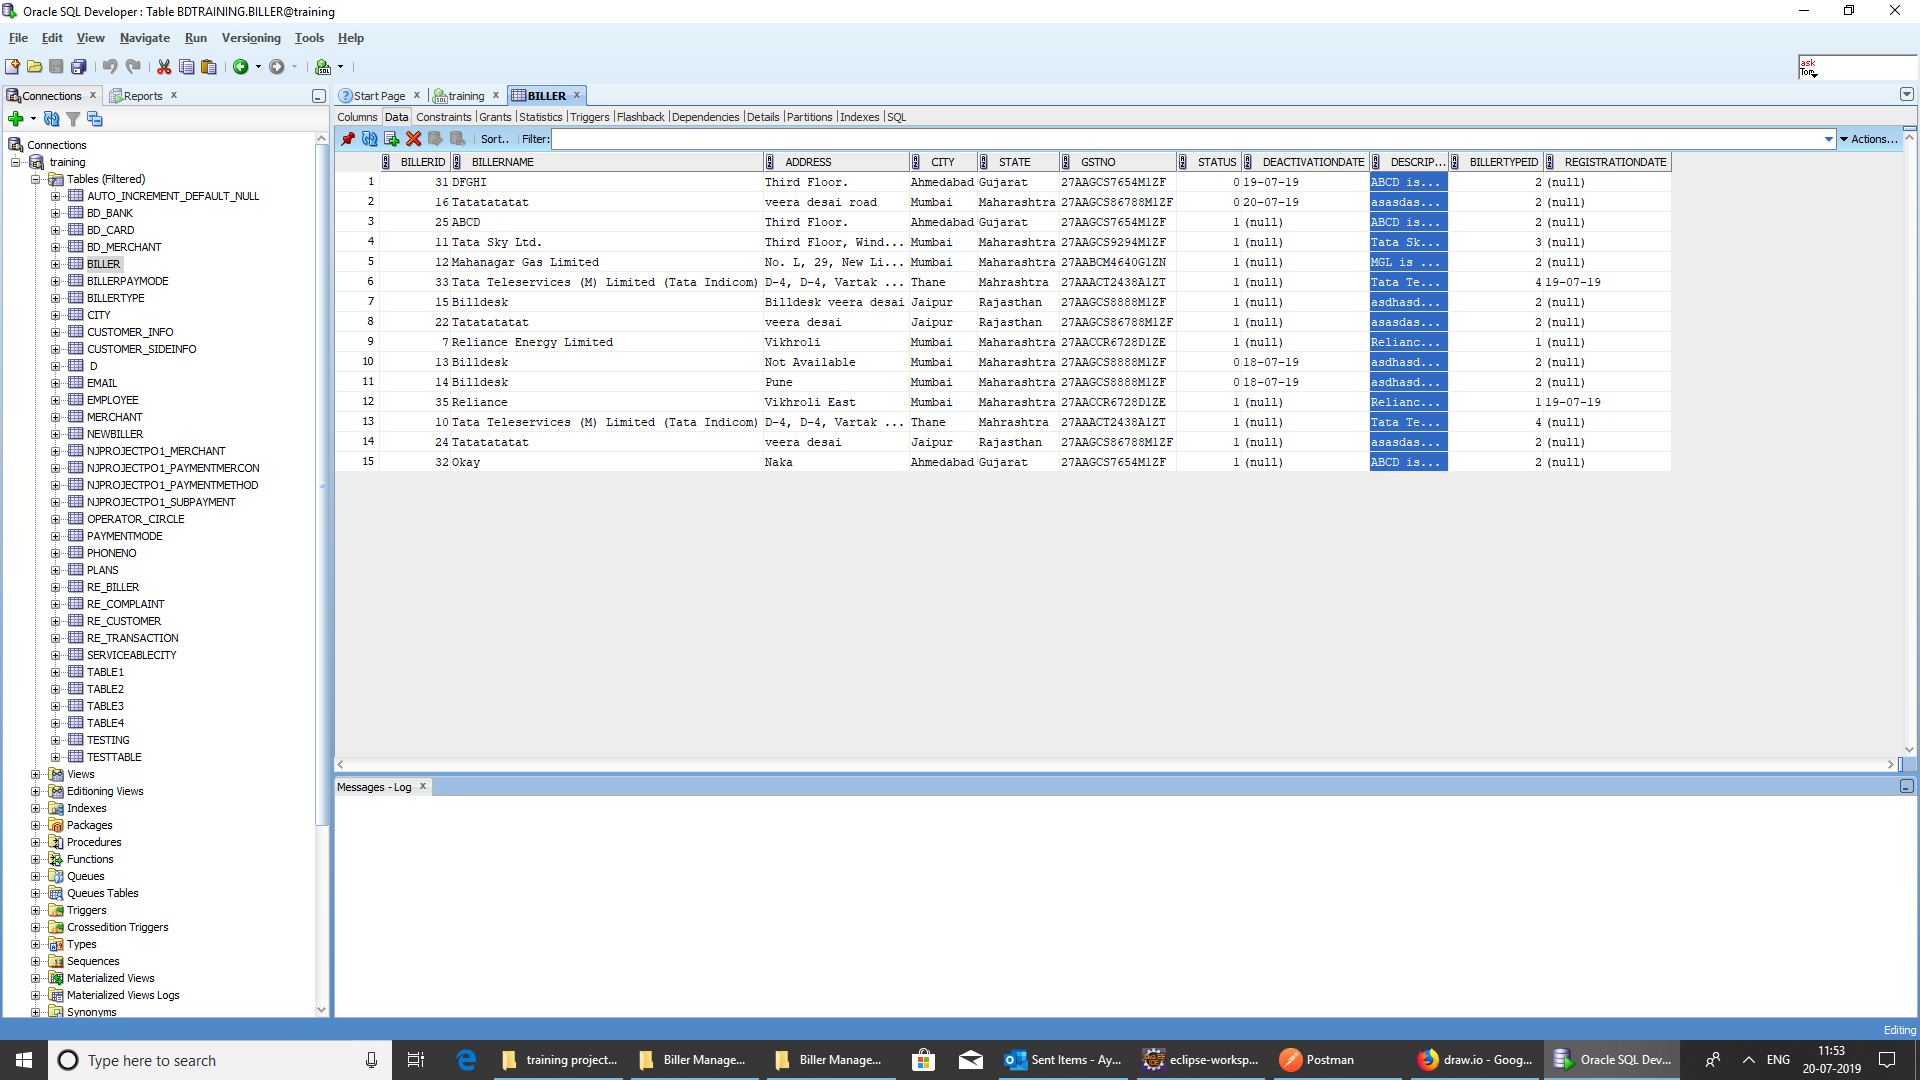 Oracle SQL Developer : Table BDTRAINING.BILLER@training
File Edit View Navigate Run Versioning Tools Help
ask
Tom
Connections x Reports x
Start Page x training x BILLER x
Columns Data Constraints Grants Statistics Triggers Flashback Dependencies Details Partitions Indexes SQL
Sort.. Filter: Actions...
BILLERID BILLERNAME ADDRESS CITY STATE GSTNO STATUS DEACTIVATIONDATE DESCRIP... BILLERTYPEID REGISTRATIONDATE
1 31 DFGHI Third Floor. Ahmedabad Gujarat 27AAGCS7654M1ZF 0 19-07-19 ABCD is... 2 (null)
2 16 Tatatatatat veera desai road Mumbai Maharashtra 27AAGCS86788M1ZF 0 20-07-19 asasdas... 2 (null)
3 25 ABCD Third Floor. Ahmedabad Gujarat 27AAGCS7654M1ZF 1 (null) ABCD is... 2 (null)
4 11 Tata Sky Ltd. Third Floor, Wind... Mumbai Maharashtra 27AAGCS9294M1ZF 1 (null) Tata Sk... 3 (null)
5 12 Mahanagar Gas Limited No. L, 29, New Li... Mumbai Maharashtra 27AABCM4640G1ZN 1 (null) MGL is ... 2 (null)
6 33 Tata Teleservices (M) Limited (Tata Indicom) D-4, D-4, Vartak ... Thane Mahrashtra 27AAACT2438A1ZT 1 (null) Tata Te... 4 19-07-19
7 15 Billdesk Billdesk veera desai Jaipur Rajasthan 27AAGCS8888M1ZF 1 (null) asdhasd... 2 (null)
8 22 Tatatatatat veera desai Jaipur Rajasthan 27AAGCS86788M1ZF 1 (null) asasdas... 2 (null)
9 7 Reliance Energy Limited Vikhroli Mumbai Maharashtra 27AACCR6728D1ZE 1 (null) Relianc... 1 (null)
10 13 Billdesk Not Available Mumbai Maharashtra 27AAGCS8888M1ZF 0 18-07-19 asdhasd... 2 (null)
11 14 Billdesk Pune Mumbai Maharashtra 27AAGCS8888M1ZF 0 18-07-19 asdhasd... 2 (null)
12 35 Reliance Vikhroli East Mumbai Maharashtra 27AACCR6728D1ZE 1 (null) Relianc... 1 19-07-19
13 10 Tata Teleservices (M) Limited (Tata Indicom) D-4, D-4, Vartak ... Thane Mahrashtra 27AAACT2438A1ZT 1 (null) Tata Te... 4 (null)
14 24 Tatatatatat veera desai Jaipur Rajasthan 27AAGCS86788M1ZF 1 (null) asasdas... 2 (null)
15 32 Okay Naka Ahmedabad Gujarat 27AAGCS7654M1ZF 1 (null) ABCD is... 2 (null)
Connections
training
Tables (Filtered)
AUTO_INCREMENT_DEFAULT_NULL
BD_BANK
BD_CARD
BD_MERCHANT
BILLER
BILLERPAYMODE
BILLERTYPE
CITY
CUSTOMER_INFO
CUSTOMER_SIDEINFO
D
EMAIL
EMPLOYEE
MERCHANT
NEWBILLER
NJPROJECTPO1_MERCHANT
NJPROJECTPO1_PAYMENTMERCON
NJPROJECTPO1_PAYMENTMETHOD
NJPROJECTPO1_SUBPAYMENT
OPERATOR_CIRCLE
PAYMENTMODE
PHONENO
PLANS
RE_BILLER
RE_COMPLAINT
RE_CUSTOMER
RE_TRANSACTION
SERVICEABLECITY
TABLE1
TABLE2
TABLE3
TABLE4
TESTING
TESTTABLE
Views
Editioning Views
Indexes
Packages
Procedures
Functions
Queues
Queues Tables
Triggers
Crossedition Triggers
Types
Sequences
Materialized Views
Materialized Views Logs
Synonyms
Messages - Log x
Editing
Type here to search
training project...
Biller Manage...
Biller Manage...
Sent Items - Ay...
eclipse-worksp...
Postman
draw.io - Goog...
Oracle SQL Dev...
ENG
11:53
20-07-2019